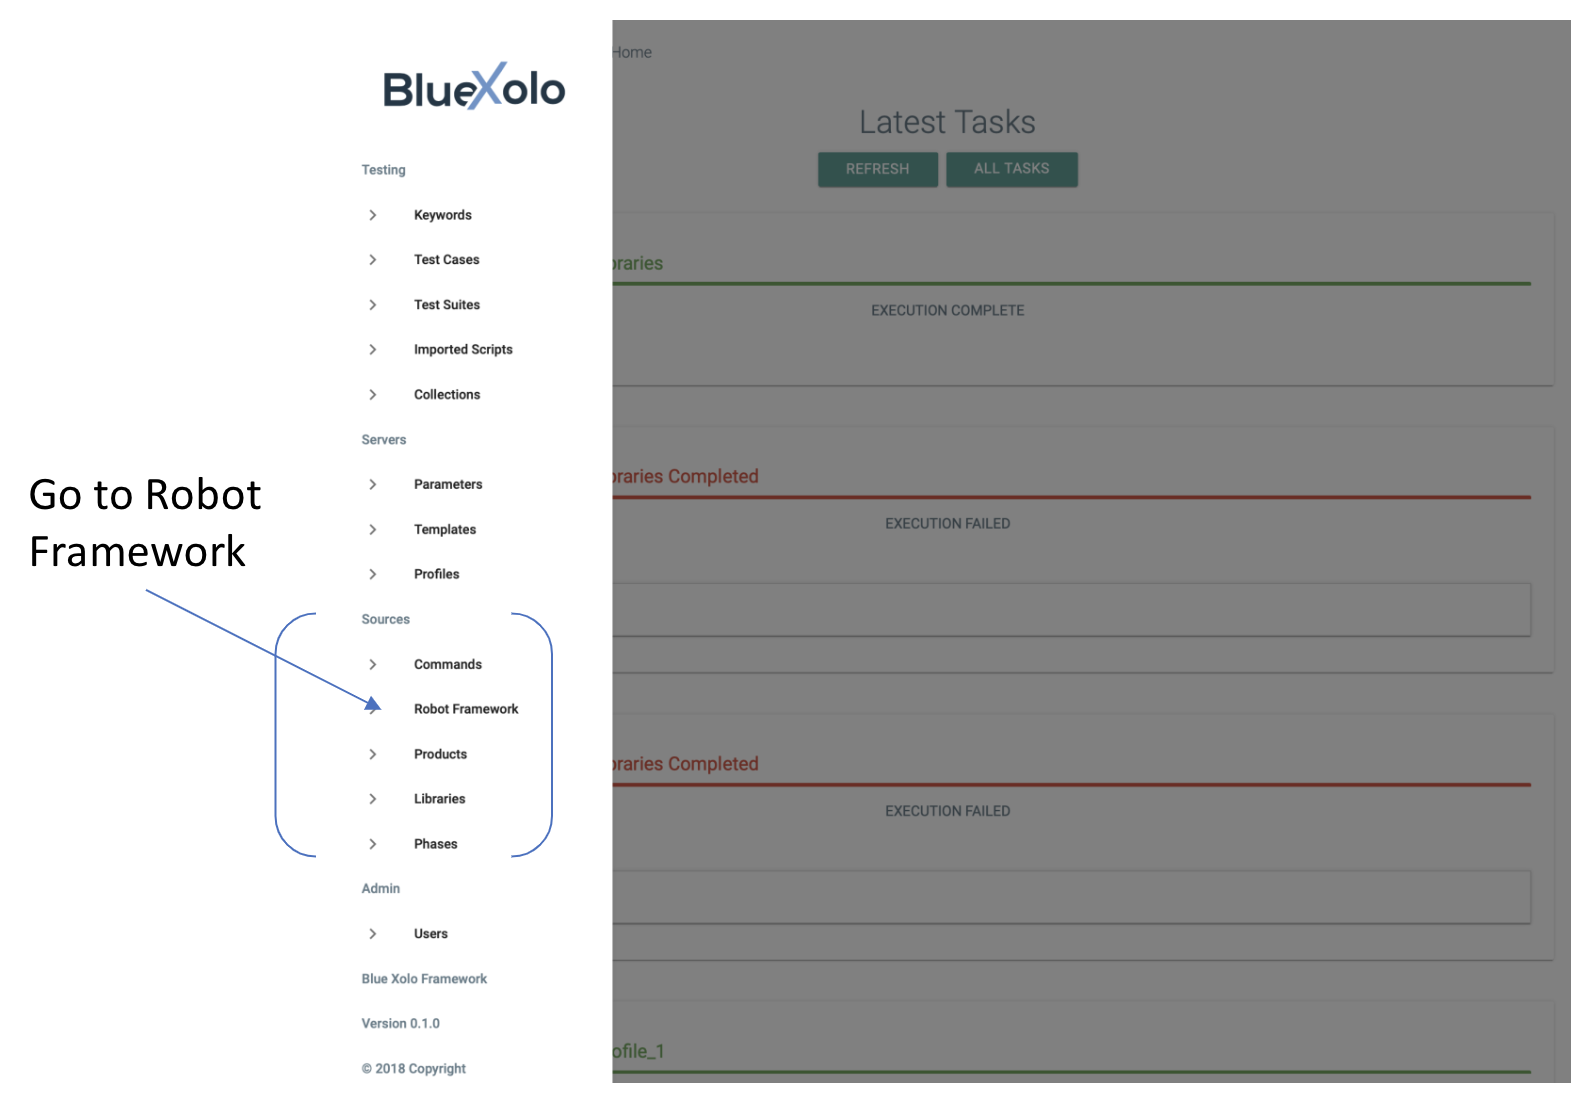 BlueXolo
Testing
Keywords
Test Cases
Test Suites
Imported Scripts
Collections
Servers
Parameters
Templates
Profiles
Sources
Commands
Robot Framework
Products
Libraries
Phases
Admin
Users
Blue Xolo Framework
Version 0.1.0
© 2018 Copyright
Go to Robot
Framework
Home
Latest Tasks
REFRESH ALL TASKS
braries
EXECUTION COMPLETE
braries Completed
EXECUTION FAILED
braries Completed
EXECUTION FAILED
ofile_1